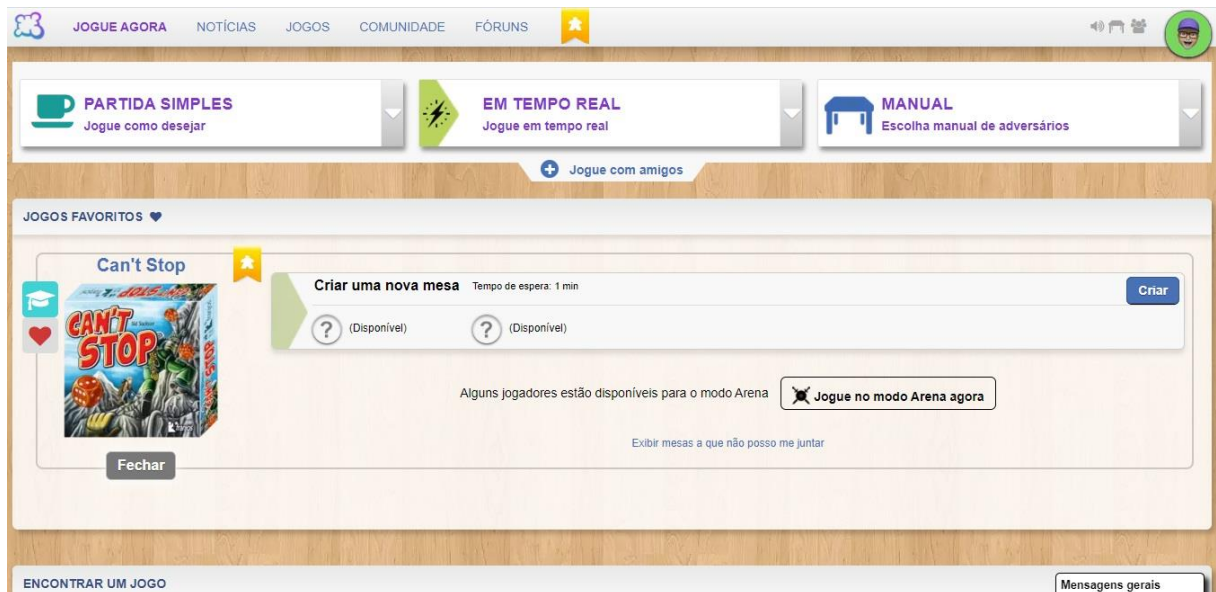 JOGUE AGORA NOTÍCIAS JOGOS COMUNIDADE FÓRUNS
PARTIDA SIMPLES
Jogue como desejar
EM TEMPO REAL
Jogue em tempo real
MANUAL
Escolha manual de adversários
Jogue com amigos
JOGOS FAVORITOS
Can't Stop
CAN'T STOP
CAN'T
STOP
STOP
Fechar
Criar uma nova mesa Tempo de espera: 1 min
Criar
? (Disponível) ? (Disponível)
Alguns jogadores estão disponíveis para o modo Arena Jogue no modo Arena agora
Exibir mesas a que não posso me juntar
ENCONTRAR UM JOGO
Mensagens gerais